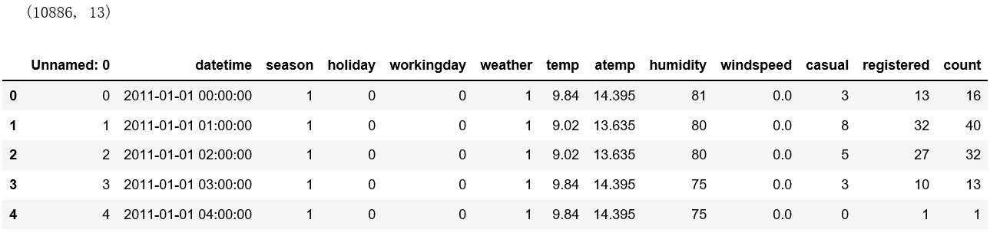 (10886, 13)
Unnamed: 0 datetime season holiday workingday weather temp atemp humidity windspeed casual registered count
0 0 2011-01-01 00:00:00 1 0 0 1 9.84 14.395 81 0.0 3 13 16
1 1 2011-01-01 01:00:00 1 0 0 1 9.02 13.635 80 0.0 8 32 40
2 2 2011-01-01 02:00:00 1 0 0 1 9.02 13.635 80 0.0 5 27 32
3 3 2011-01-01 03:00:00 1 0 0 1 9.84 14.395 75 0.0 3 10 13
4 4 2011-01-01 04:00:00 1 0 0 1 9.84 14.395 75 0.0 0 1 1